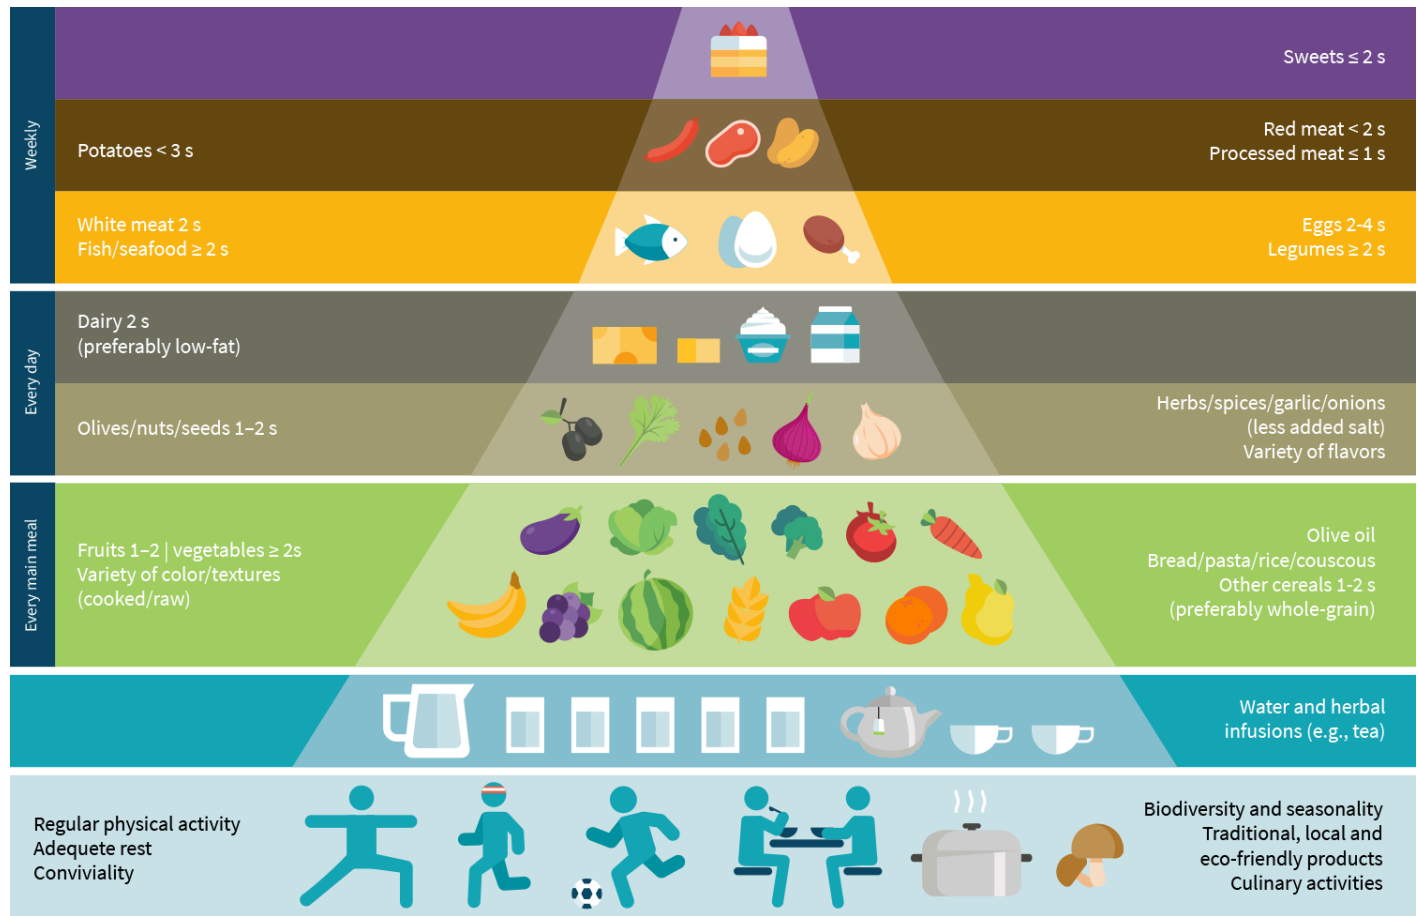 Weekly
Sweets ≤ 2 s
Potatoes < 3 s
Red meat < 2 s
Processed meat ≤ 1 s
White meat 2 s
Fish/seafood ≥ 2 s
Eggs 2-4 s
Legumes ≥ 2 s
Every day
Dairy 2 s
(preferably low-fat)
Olives/nuts/seeds 1–2 s
Herbs/spices/garlic/onions
(less added salt)
Variety of flavors
Every main meal
Fruits 1–2 | vegetables ≥ 2s
Variety of color/textures
(cooked/raw)
Olive oil
Bread/pasta/rice/couscous
Other cereals 1-2 s
(preferably whole-grain)
Water and herbal
infusions (e.g., tea)
Regular physical activity
Adequete rest
Conviviality
Biodiversity and seasonality
Traditional, local and
eco-friendly products
Culinary activities